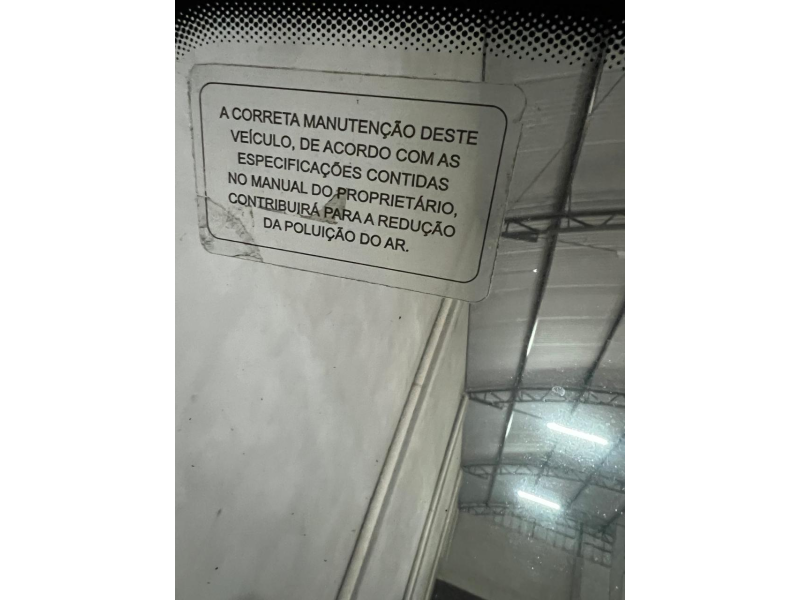 A CORRETA MANUTENÇÃO DESTE
VEÍCULO, DE ACORDO COM AS
ESPECIFICAÇÕES CONTIDAS
NO MANUAL DO PROPRIETÁRIO,
CONTRIBUIRÁ PARA A REDUÇÃO
DA POLUIÇÃO DO AR.